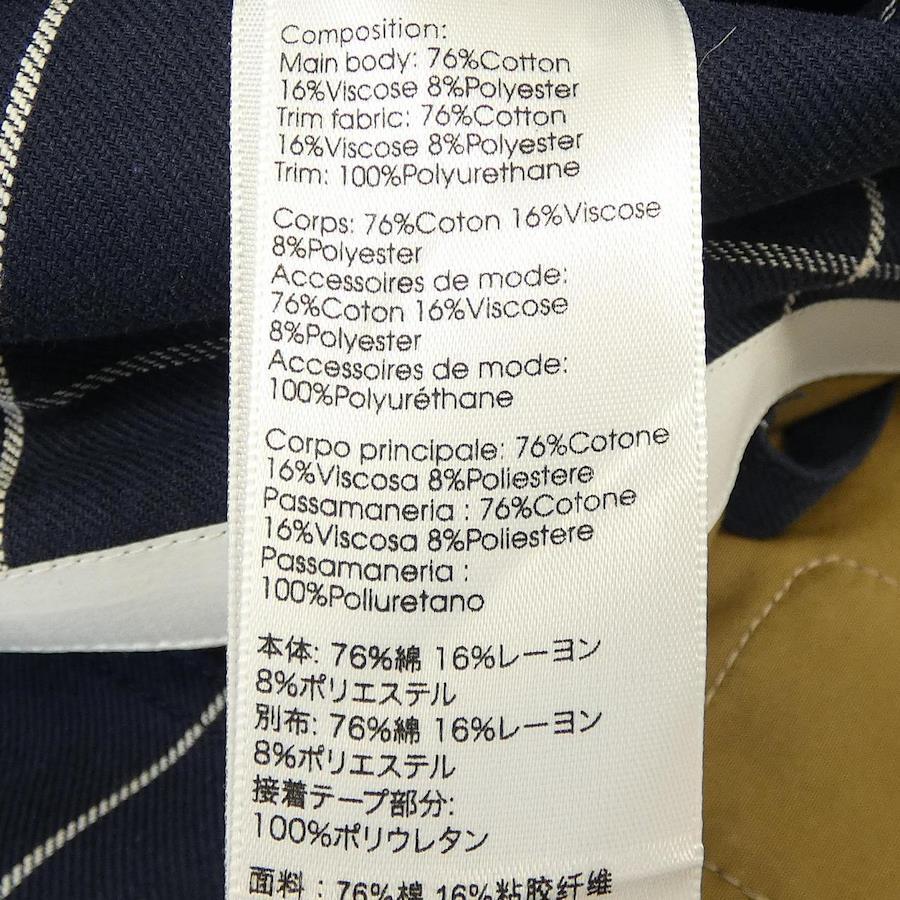 Composition:
Main body: 76%Cotton
16%Viscose 8%Polyester
Trim fabric: 76%Cotton
16%Viscose 8%Polyester
Trim: 100%Polyurethane
Corps: 76%Coton 16%Viscose
8%Polyester
Accessoires de mode:
76%Coton 16%Viscose
8%Polyester
Accessoires de mode:
100%Polyuréthane
Corpo principale: 76%Cotone
16%Viscosa 8%Poliestere
Passamaneria : 76%Cotone
16%Viscosa 8%Poliestere
Passamaneria :
100%Poliuretano
本体: 76%綿 16%レーヨン
8%ポリエステル
別布: 76%綿 16%レーヨン
8%ポリエステル
接着テープ部分:
100%ポリウレタン
面料 : 76%棉 16%粘胶纤维